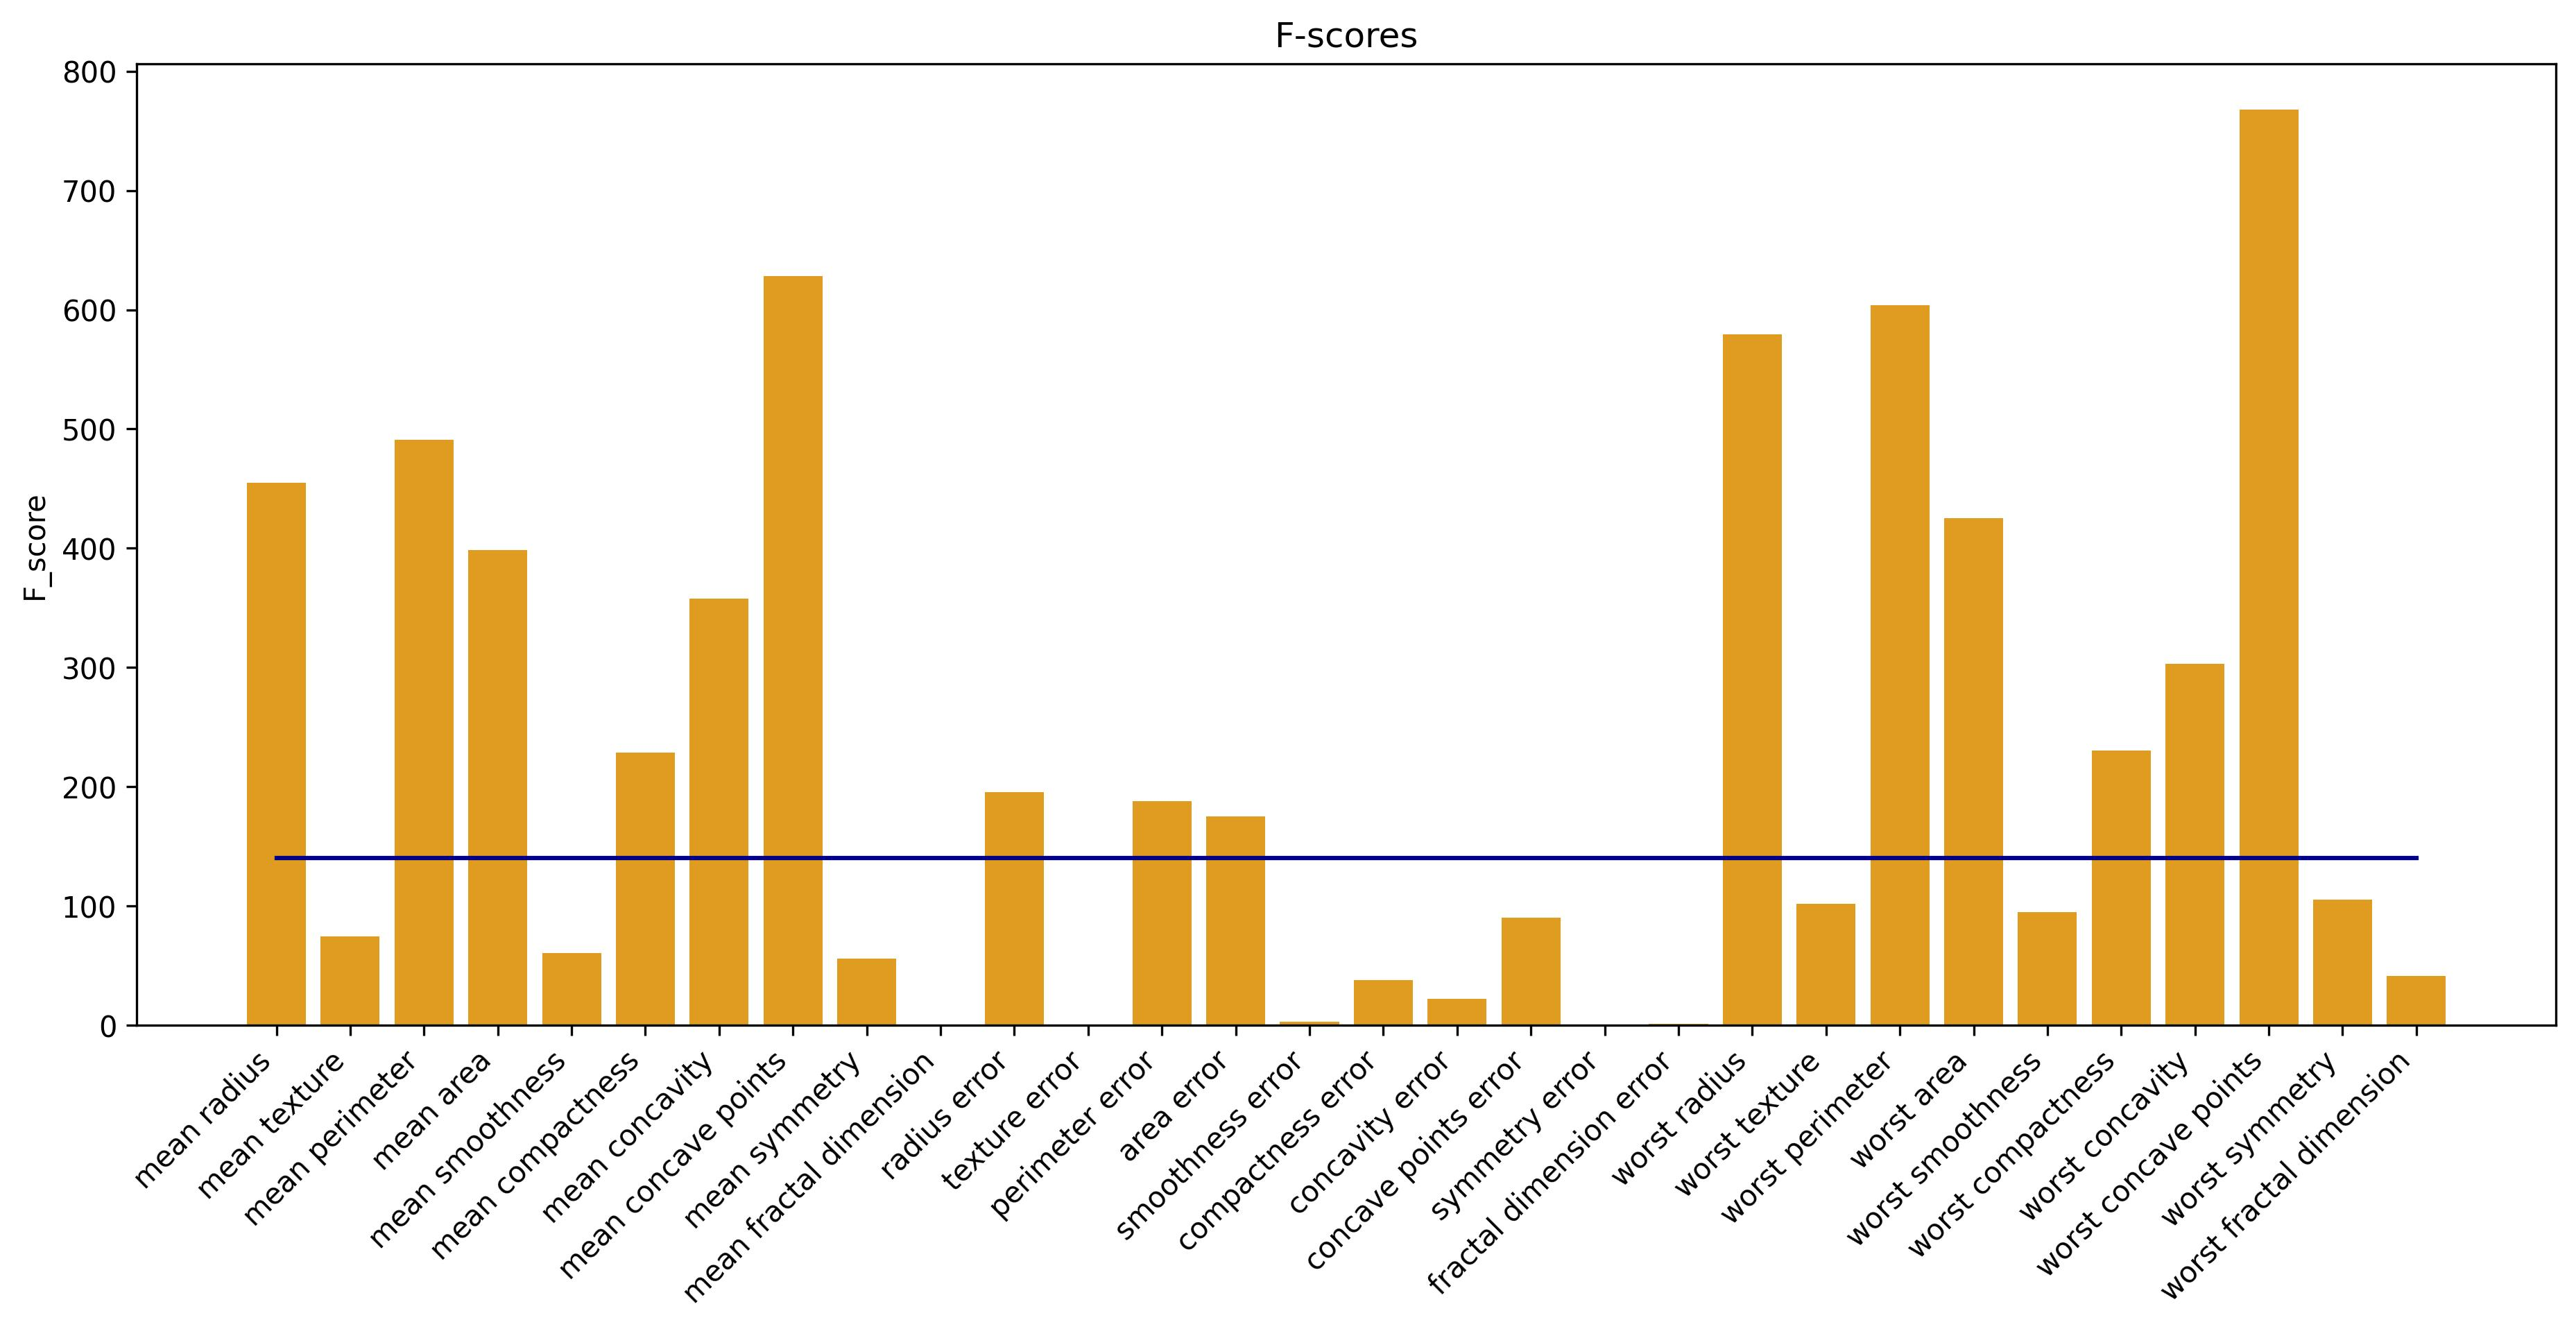 F-scores
F_score
800
700
600
500
400
300
200
100
0
mean radius
mean texture
mean perimeter
mean area
mean smoothness
mean compactness
mean concavity
mean concave points
mean symmetry
mean fractal dimension
radius error
texture error
perimeter error
area error
smoothness error
compactness error
concavity error
concave points error
symmetry error
fractal dimension error
worst radius
worst texture
worst perimeter
worst area
worst smoothness
worst compactness
worst concavity
worst concave points
worst symmetry
worst fractal dimension